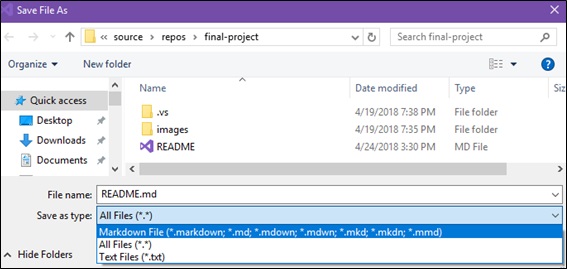 Save File As
« source › repos › final-project
Search final-project
Organize
New folder
Name
Date modified
Type
Siz
Quick access
Desktop
Downloads
Documents
.vs
4/19/2018 7:38 PM
File folder
images
4/19/2018 7:35 PM
File folder
README
4/24/2018 3:30 PM
MD File
File name:
README.md
Save as type:
All Files (*.*)
Markdown File (*.markdown; *.md; *.mdown; *.mdwn; *.mkd; *.mkdn; *.mmd)
All Files (*.*)
Text Files (*.txt)
Hide Folders